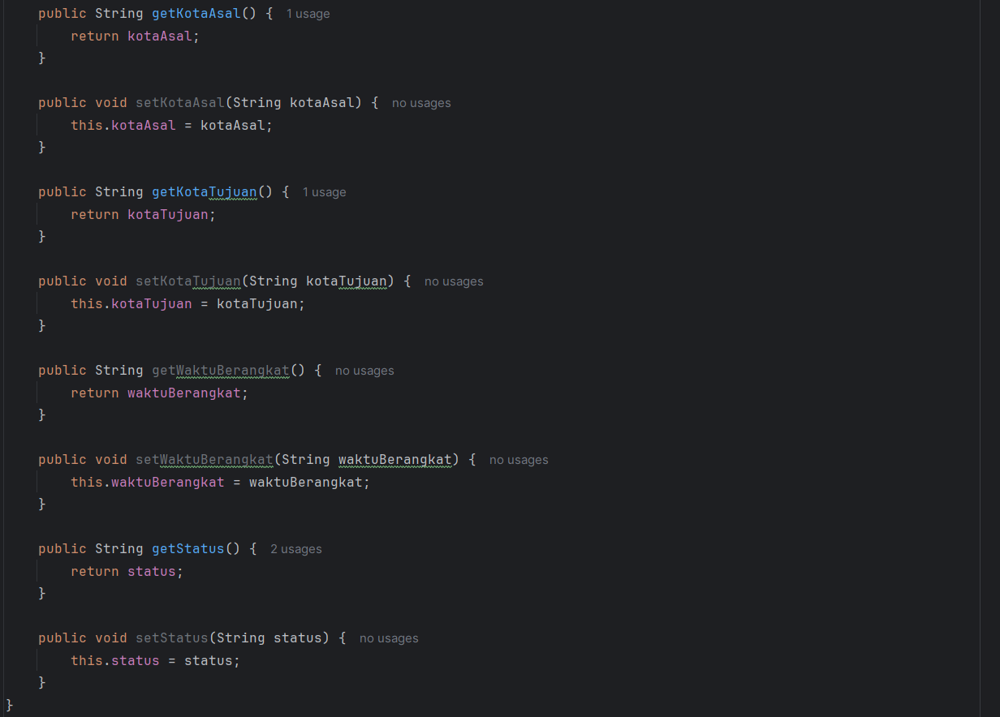 public String getKotaAsal() { 1 usage
return kotaAsal;
}
public void setKotaAsal(String kotaAsal) { no usages
this.kotaAsal = kotaAsal;
}
public String getKotaTujuan() { 1 usage
return kotaTujuan;
}
public void setKotaTujuan(String kotaTujuan) { no usages
this.kotaTujuan = kotaTujuan;
}
public String getWaktuBerangkat() { no usages
return waktuBerangkat;
}
public void setWaktuBerangkat(String waktuBerangkat) { no usages
this.waktuBerangkat = waktuBerangkat;
}
public String getStatus() { 2 usages
return status;
}
public void setStatus(String status) { no usages
this.status = status;
}
}